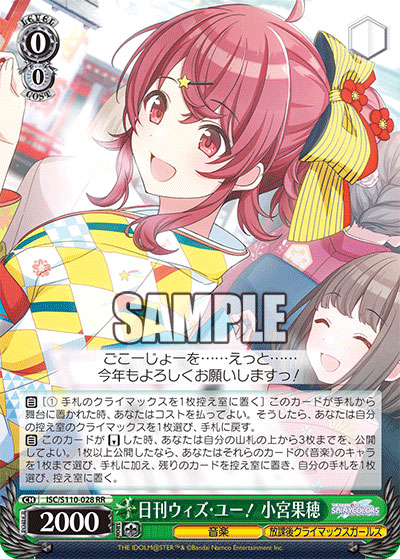 LEVEL
0
0
COST
SAMPLE
ごこーじょーを……えっと……
今年もよろしくお願いしますっ！
自 [① 手札のクライマックスを1枚控え室に置く] このカードが手札から
舞台に置かれた時、あなたはコストを払ってよい。そうしたら、あなたは自分
の控え室のクライマックスを1枚選び、手札に戻す。
自 このカードがリバースした時、あなたは自分の山札の上から3枚までを、公開
してよい。1枚以上公開したなら、あなたはそれらのカードの《音楽》のキャラ
を1枚まで選び、手札に加え、残りのカードを控え室に置き、自分の手札を1枚
選び、控え室に置く。
CH ISC/S110-028 RR
日刊ウィズ・ユー！ 小宮果穂
SHINYCOLORS
2000
音楽
放課後クライマックスガールズ
THE IDOLM@STER™& ©Bandai Namco Entertainment Inc.